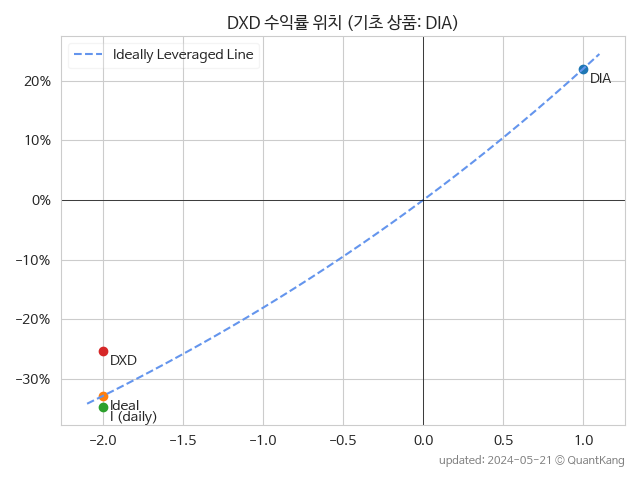 DXD 수익률 위치 (기초 상품: DIA)
Ideally Leveraged Line
20%
10%
0%
−10%
−20%
−30%
DIA
DXD
Ideal
I (daily)
−2.0 −1.5 −1.0 −0.5 0.0 0.5 1.0
updated: 2024-05-21 © QuantKang